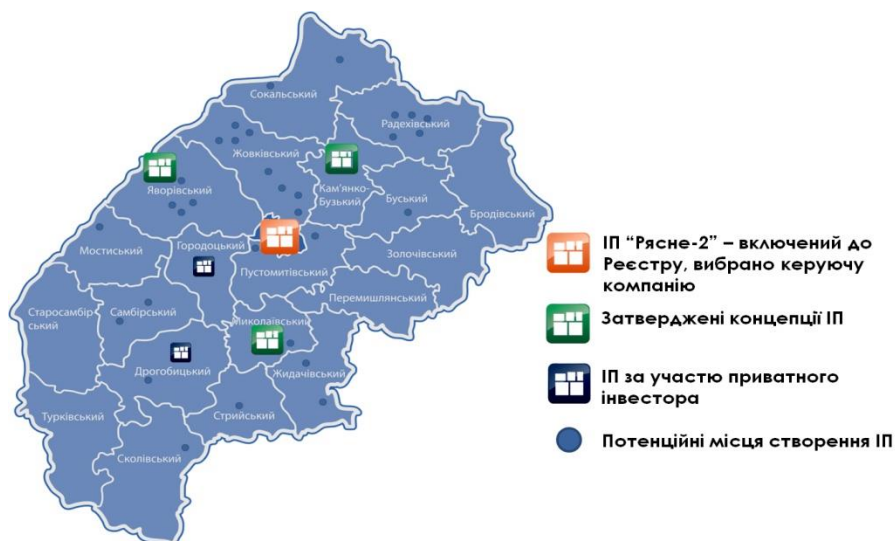 Сокальський
Радехівський
Жовківський
Кам'янко-
Бузький
Яворівський
Буський
Бродівський
Мостиський
Городоцький
Пустомитівський
Золочівський
Перемишлянський
Старосамбір
ський
Самбірський
Миколаївський
Дрогобицький
Жидачівський
Турківський
Стрийський
Сколівський
ІП “Рясне-2” – включений до
Реєстру, вибрано керуючу
компанію
Затверджені концепції ІП
ІП за участю приватного
інвестора
Потенційні місця створення ІП